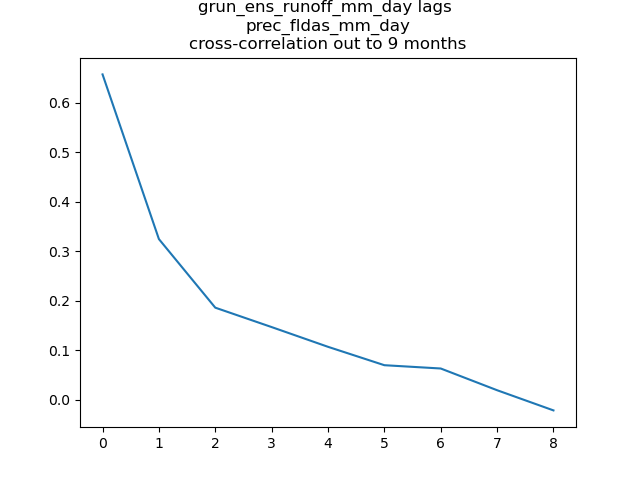 grun_ens_runoff_mm_day lags
prec_fldas_mm_day
cross-correlation out to 9 months
0.6
0.5
0.4
0.3
0.2
0.1
0.0
0 1 2 3 4 5 6 7 8